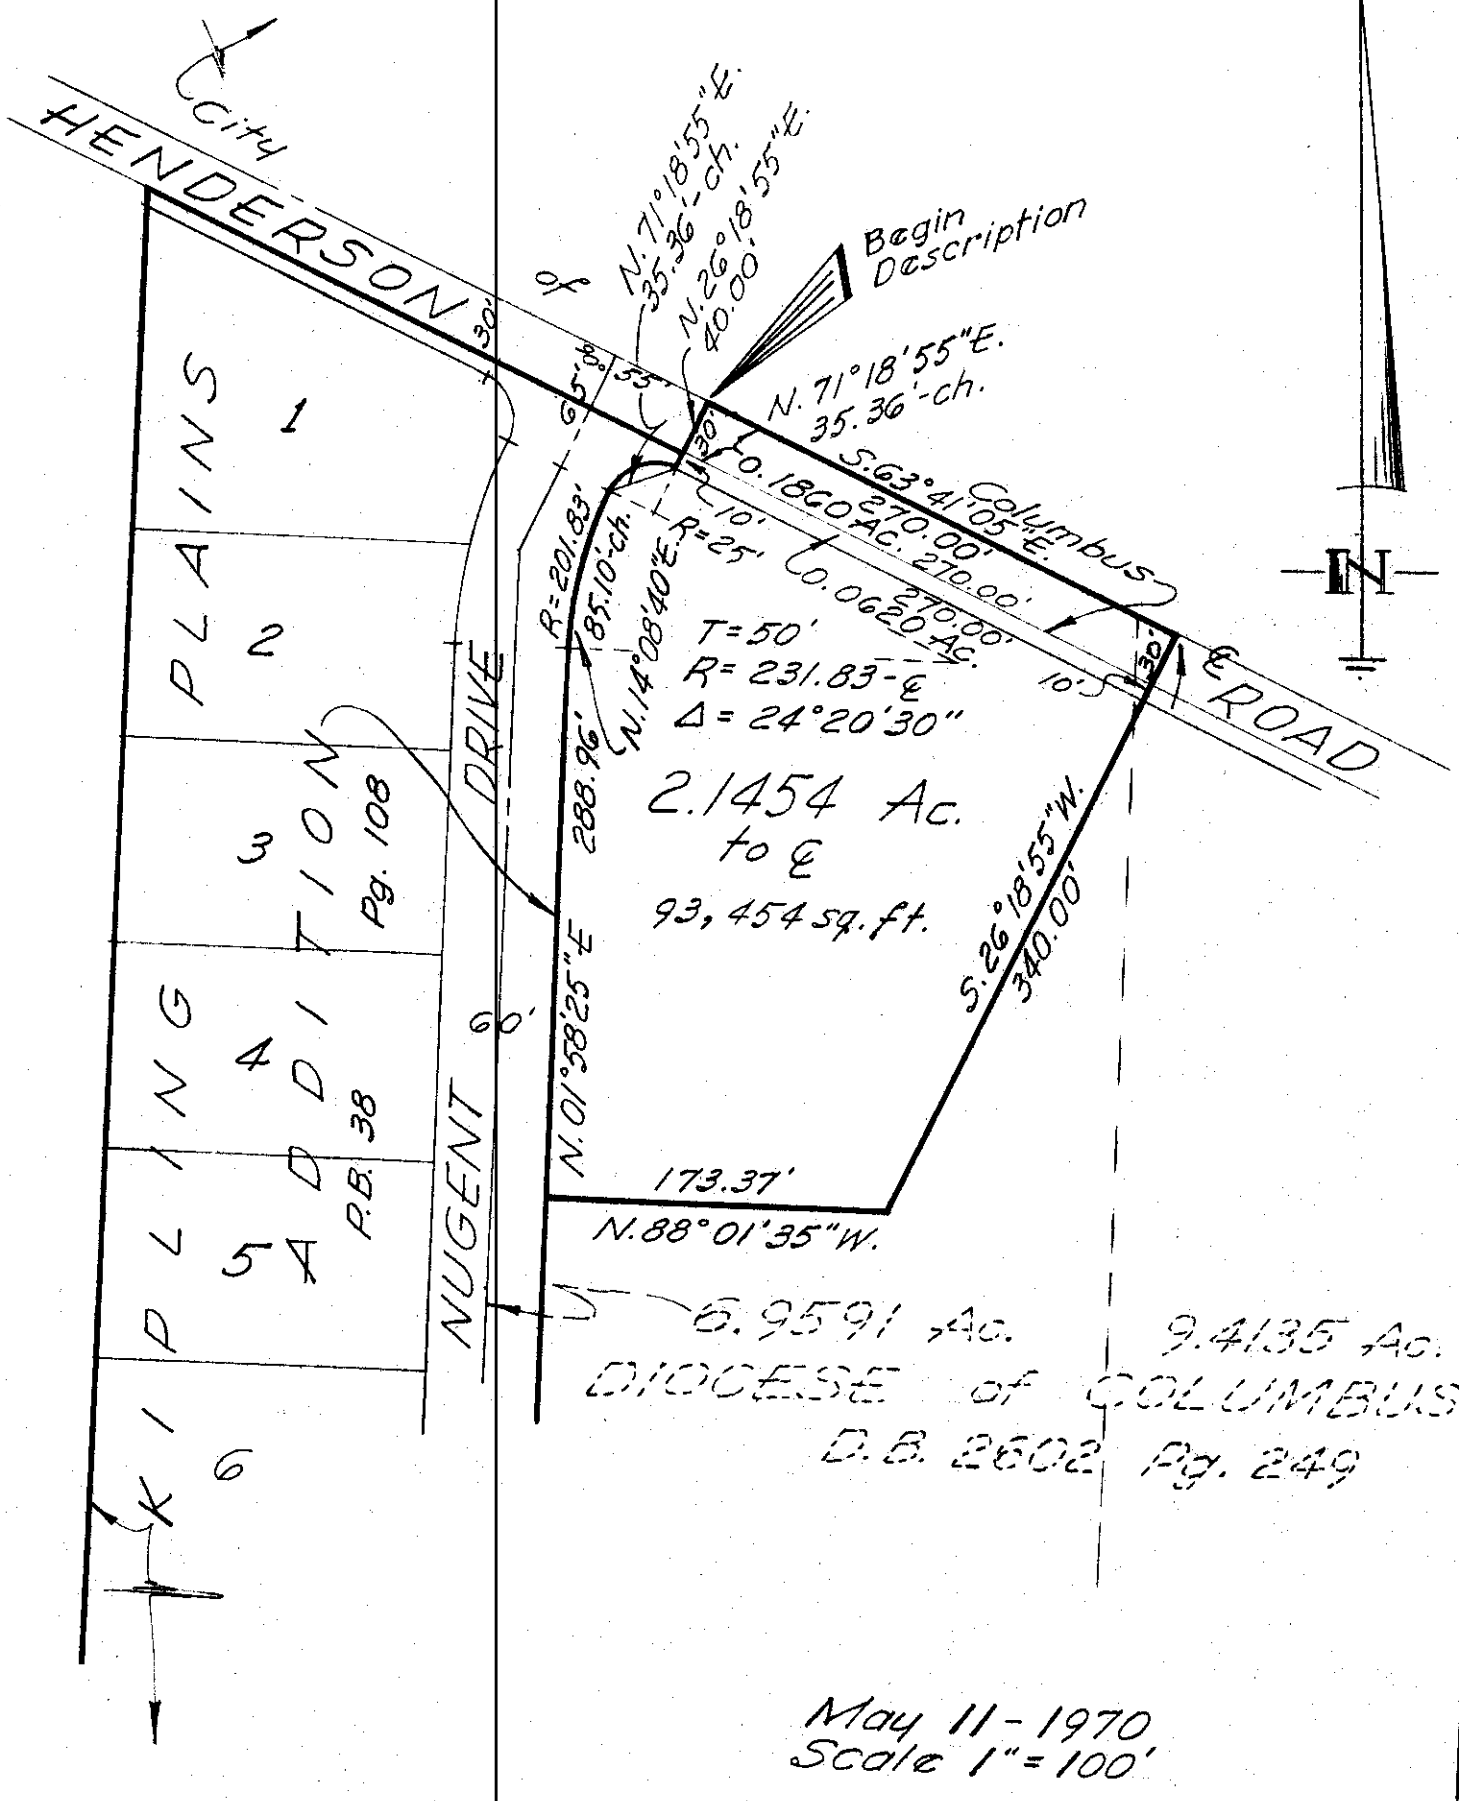 City
of
Columbus
HENDERSON
℄ ROAD
30'
N. 71°18'55"E.
35.36'-ch.
N. 26°18'55"E.
40.00'
Begin
Description
N. 71°18'55"E.
35.36'-ch.
S. 63°41'05"E.
270.00'
0.1860 AC.
270.00'
270.00'
0.0620 AC.
55'
65'
30'
10'
R=25'
30'
10'
R=201.83'
85.10'-ch.
N. 14°08'40"E.
T=50'
R=231.83-℄
Δ=24°20'30"
2.1454 Ac.
to ℄
93,454 sq. ft.
288.96'
N. 01°58'25"E
S. 26°18'55"W.
340.00'
173.37'
N. 88°01'35"W.
60'
NUGENT DRIVE
KIPLING PLAINS
ADDITION
P.B. 38 Pg. 108
1
2
3
4
5
6
6.9591 Ac.
9.4135 Ac.
DIOCESE of COLUMBUS
D.B. 2602 Pg. 249
N
May 11-1970
Scale 1"=100'